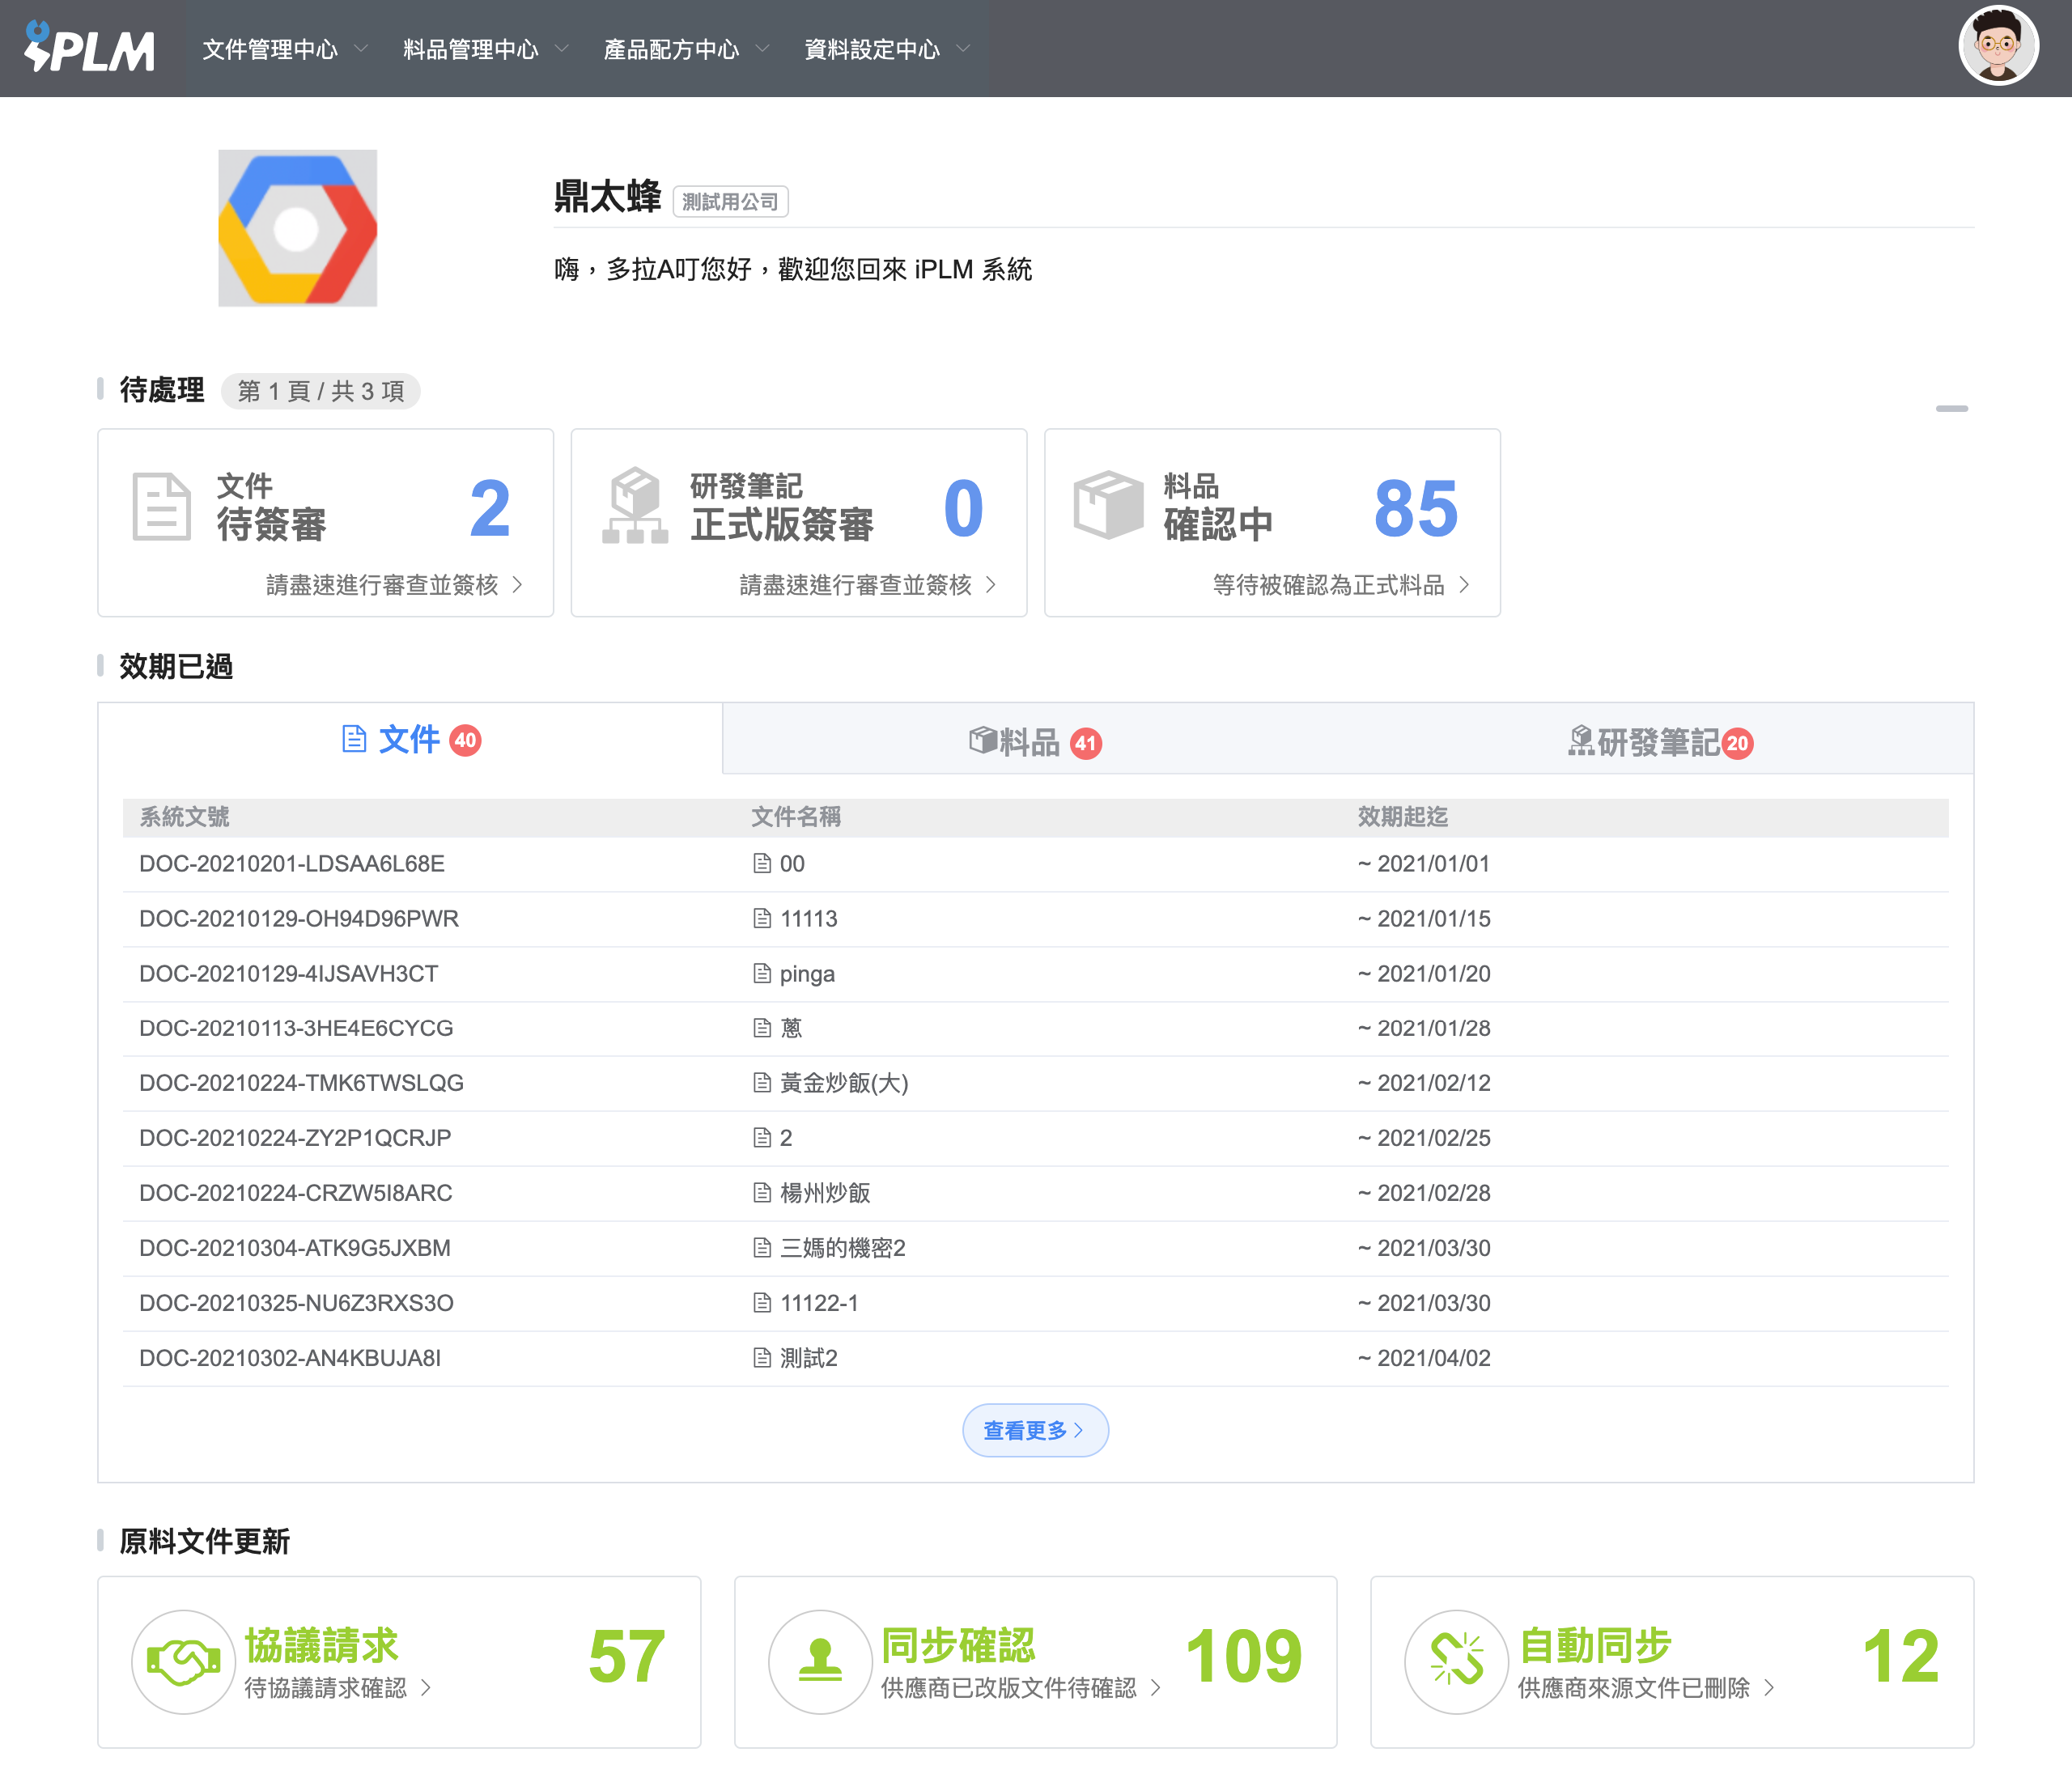 iPLM 文件管理中心 料品管理中心 產品配方中心 資料設定中心
鼎太蜂 測試用公司
嗨，多拉A叮您好，歡迎您回來 iPLM 系統
待處理 第 1 頁 / 共 3 項
文件
待簽審
2
請盡速進行審查並簽核
研發筆記
正式版簽審
0
請盡速進行審查並簽核
料品
確認中
85
等待被確認為正式料品
效期已過
文件 40 料品 41 研發筆記 20
系統文號 文件名稱 效期起迄
DOC-20210201-LDSAA6L68E 00 ~ 2021/01/01
DOC-20210129-OH94D96PWR 11113 ~ 2021/01/15
DOC-20210129-4IJSAVH3CT pinga ~ 2021/01/20
DOC-20210113-3HE4E6CYCG 蔥 ~ 2021/01/28
DOC-20210224-TMK6TWSLQG 黃金炒飯(大) ~ 2021/02/12
DOC-20210224-ZY2P1QCRJP 2 ~ 2021/02/25
DOC-20210224-CRZW5I8ARC 楊州炒飯 ~ 2021/02/28
DOC-20210304-ATK9G5JXBM 三媽的機密2 ~ 2021/03/30
DOC-20210325-NU6Z3RXS3O 11122-1 ~ 2021/03/30
DOC-20210302-AN4KBUJA8I 測試2 ~ 2021/04/02
查看更多
原料文件更新
協議請求
57
待協議請求確認
同步確認
109
供應商已改版文件待確認
自動同步
12
供應商來源文件已刪除